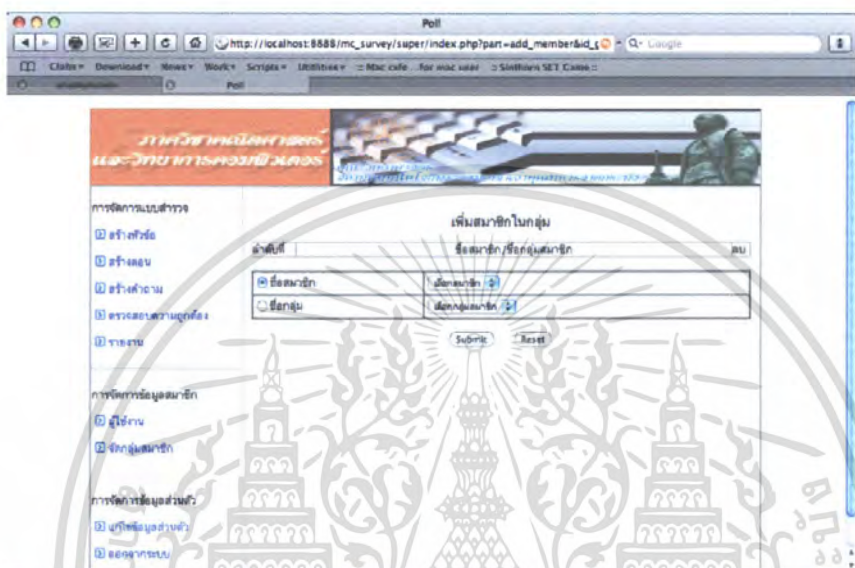 Poll
http://localhost:8888/mc_survey/super/index.php?part=add_member&id_g
Google
Clubs Download News Work Scripts Utilities :: Mac cafe for mac user :: Sinthorn SET Game ::
Poll
ภาควิชาคณิตศาสตร์
และวิทยาการคอมพิวเตอร์
การจัดการแบบสำรวจ
สร้างหัวข้อ
สร้างตอน
สร้างคำถาม
ตรวจสอบความถูกต้อง
รายงาน
การจัดการข้อมูลสมาชิก
ผู้ใช้งาน
จัดกลุ่มสมาชิก
การจัดการข้อมูลส่วนตัว
แก้ไขข้อมูลส่วนตัว
ออกจากระบบ
เพิ่มสมาชิกในกลุ่ม
ลำดับที่ ชื่อสมาชิก/ชื่อกลุ่มสมาชิก ลบ
ชื่อสมาชิก เลือกสมาชิก
ชื่อกลุ่ม เลือกกลุ่มสมาชิก
Submit Reset